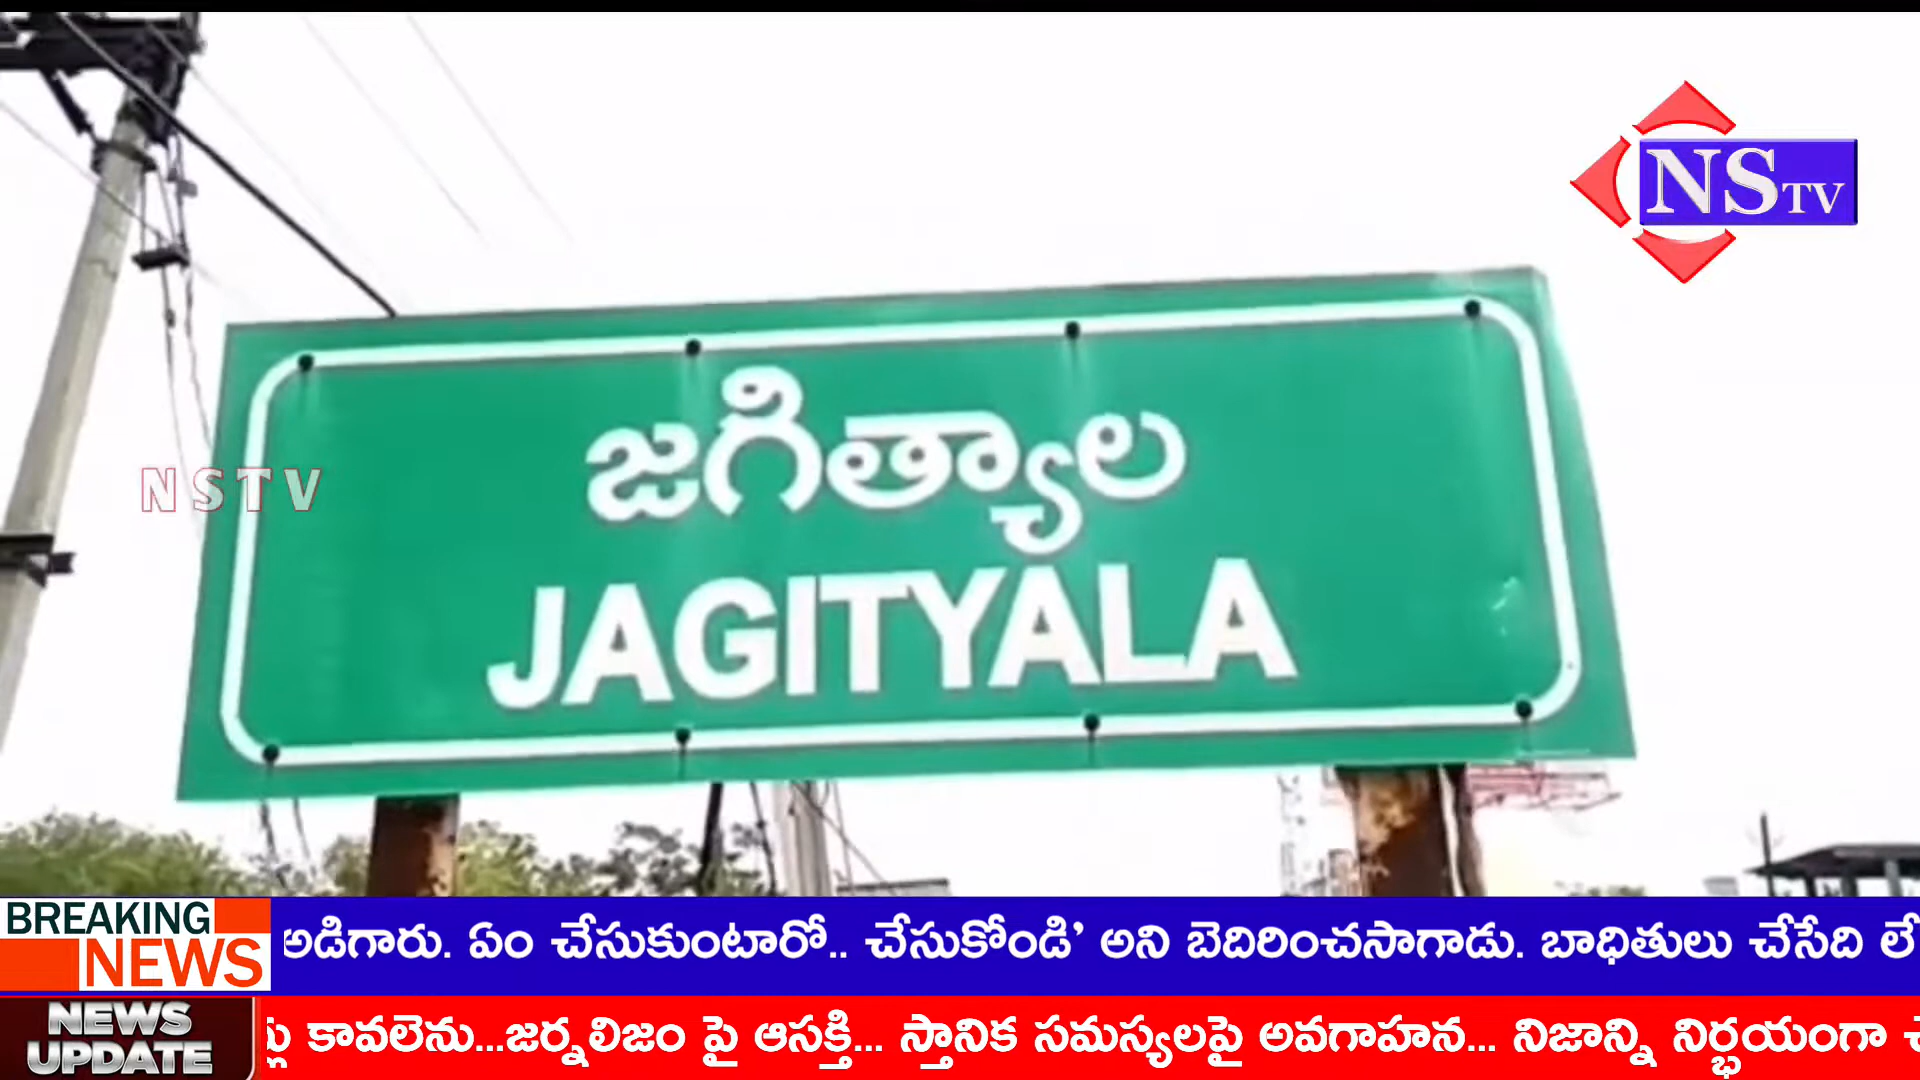 NSTV
జగిత్యాల
NSTV
JAGITYALA
BREAKING
NEWS
అడిగారు. ఏం చేసుకుంటారో.. చేసుకోండి’ అని బెదిరించసాగాడు. బాధితులు చేసేది లే
NEWS
UPDATE
కావలెను...జర్నలిజం పై ఆసక్తి... స్తానిక సమస్యలపై అవగాహన... నిజాన్ని నిర్భయంగా